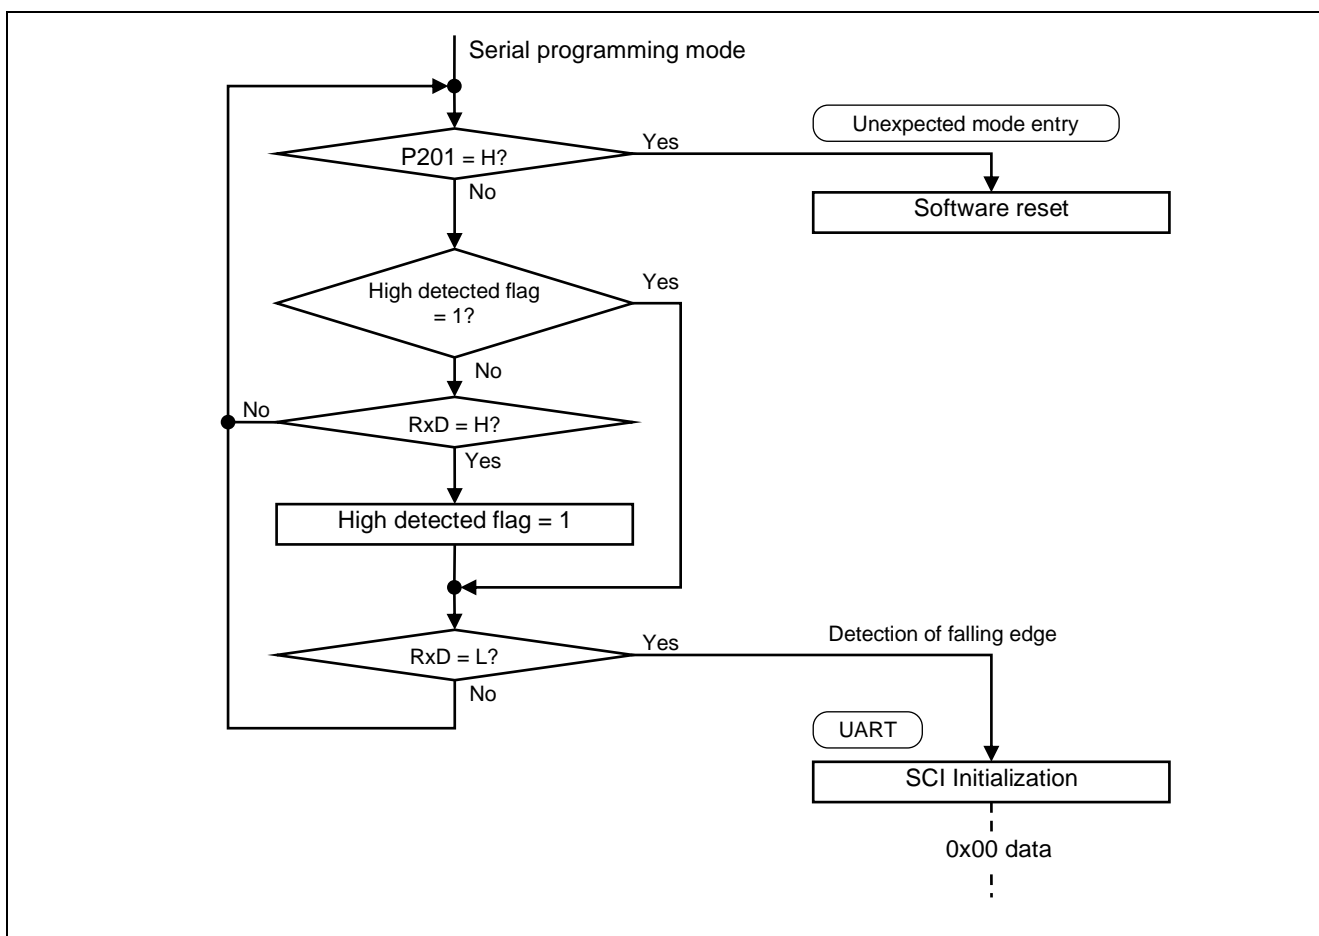 Serial programming mode
Unexpected mode entry
P201 = H?
Yes
No
Software reset
High detected flag
= 1?
Yes
No
RxD = H?
No
Yes
High detected flag = 1
RxD = L?
Yes
Detection of falling edge
No
UART
SCI Initialization
0x00 data